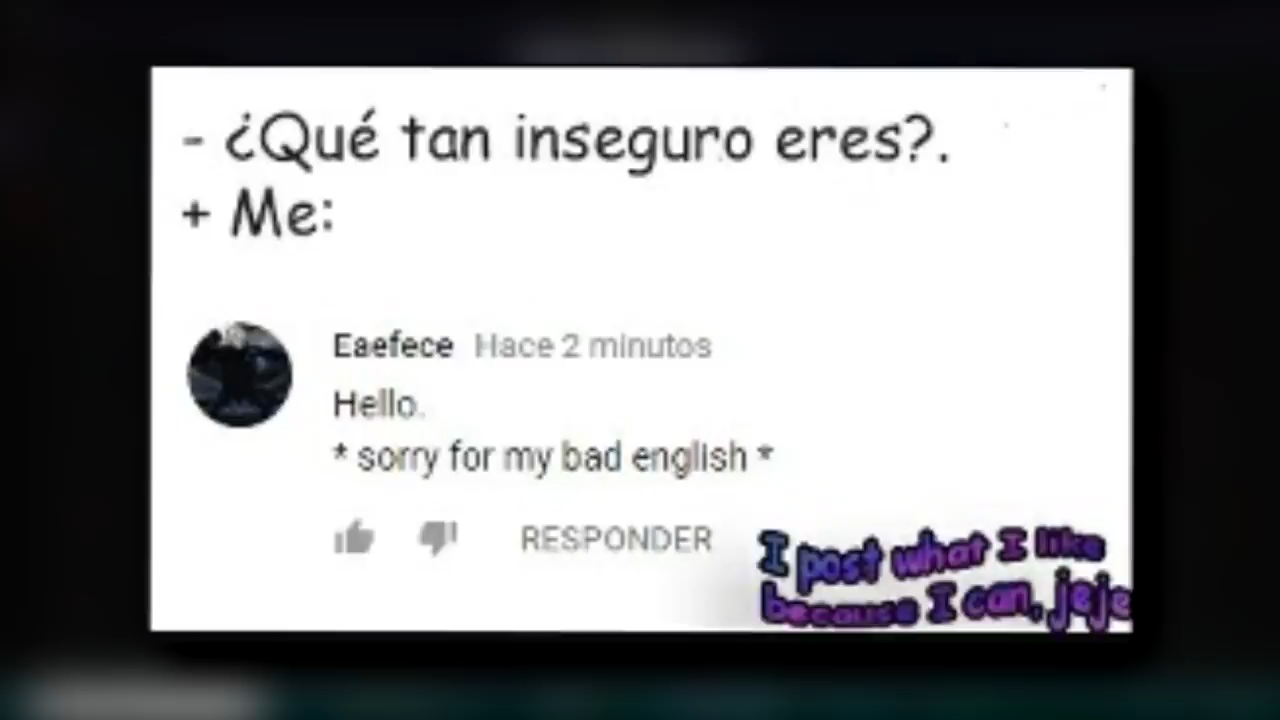 - ¿Qué tan inseguro eres?.
+ Me:
Eaefece Hace 2 minutos
Hello.
* sorry for my bad english *
RESPONDER
I post what I like
because I can, jeje